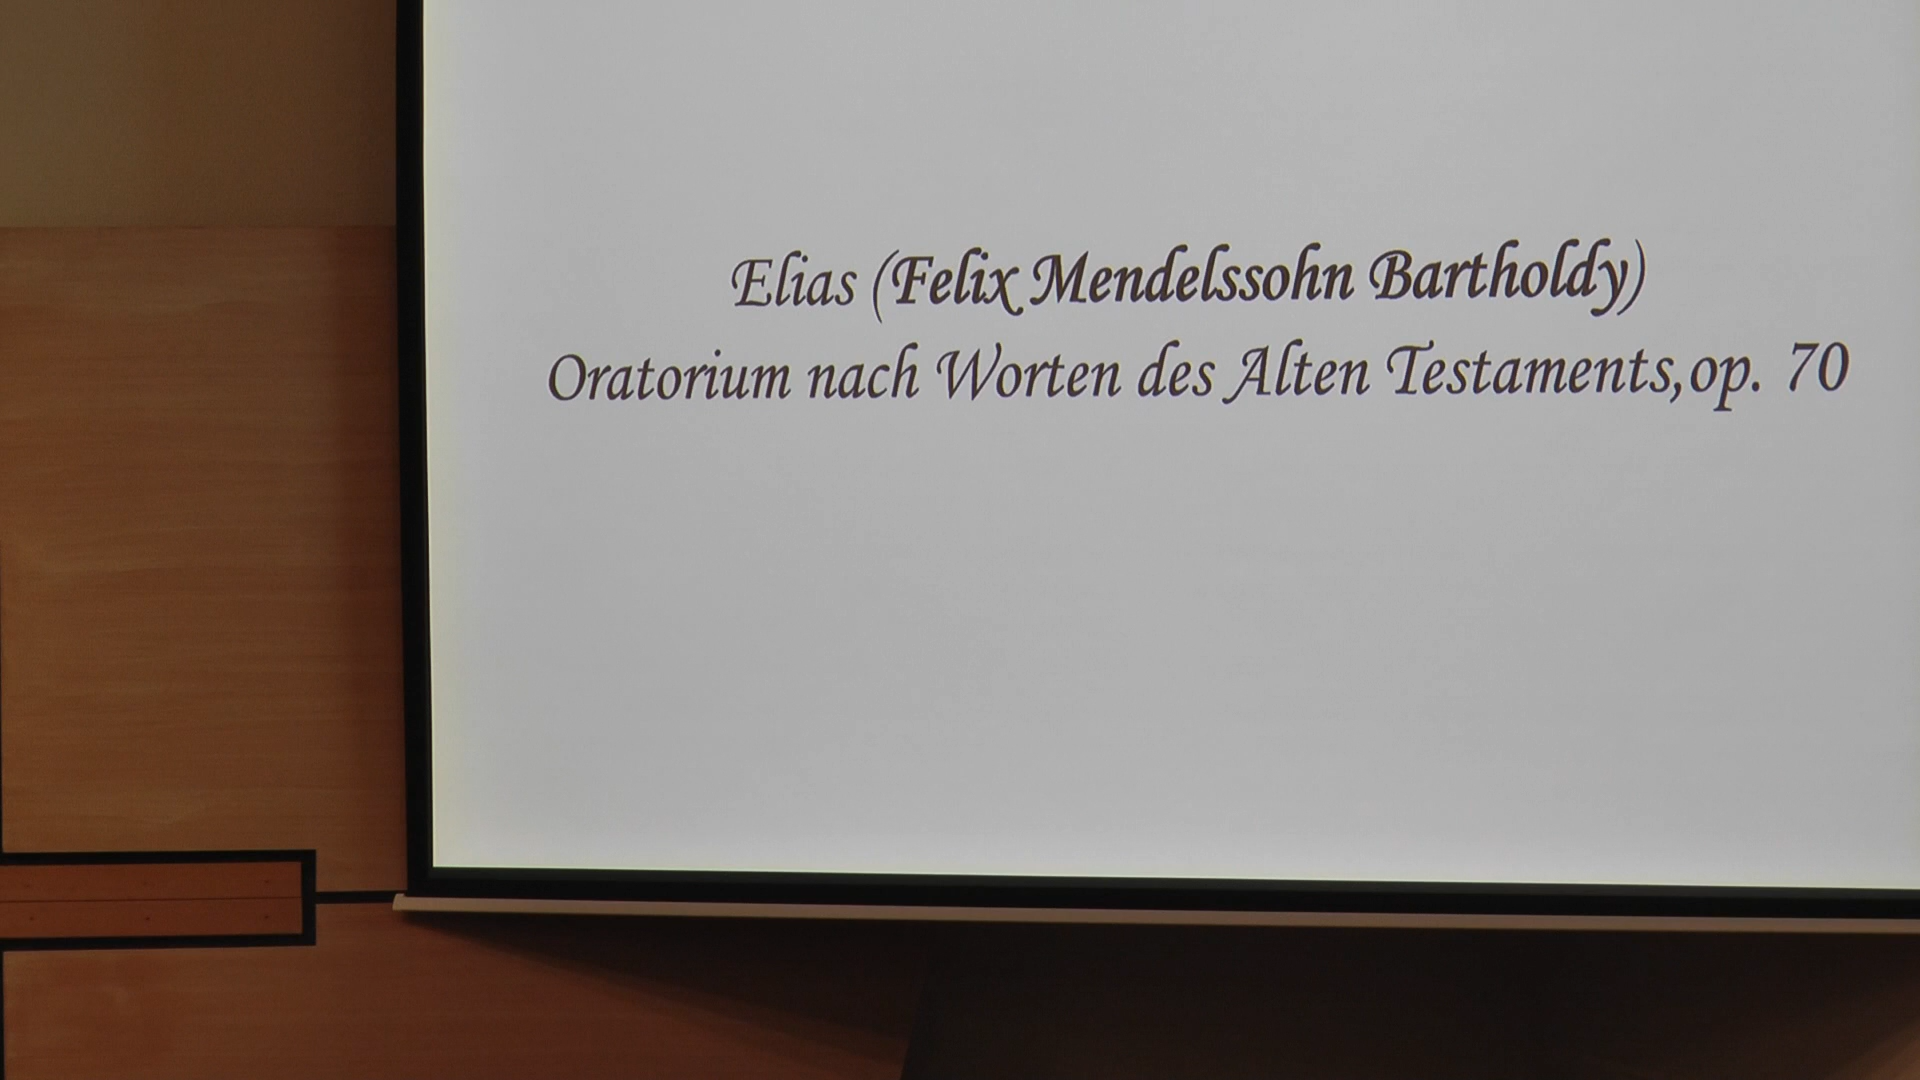 Elias (Felix Mendelssohn Bartholdy)
Oratorium nach Worten des Alten Testaments,op. 70